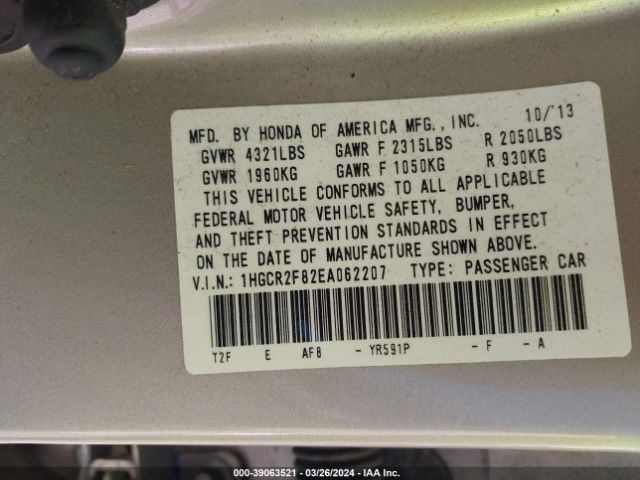 MFD. BY HONDA OF AMERICA MFG., INC. 10/'13
GVWR 4321LBS GAWR F 2315LBS R 2050LBS
GVWR 1960KG GAWR F 1050KG R 930KG
THIS VEHICLE CONFORMS TO ALL APPLICABLE
FEDERAL MOTOR VEHICLE SAFETY, BUMPER,
AND THEFT PREVENTION STANDARDS IN EFFECT
ON THE DATE OF MANUFACTURE SHOWN ABOVE.
V.I.N.: 1HGCR2F82EA062207 TYPE: PASSENGER CAR
T2F E AF8 - YR591P - F - A
000-39063521 - 03/26/2024 - IAA Inc.